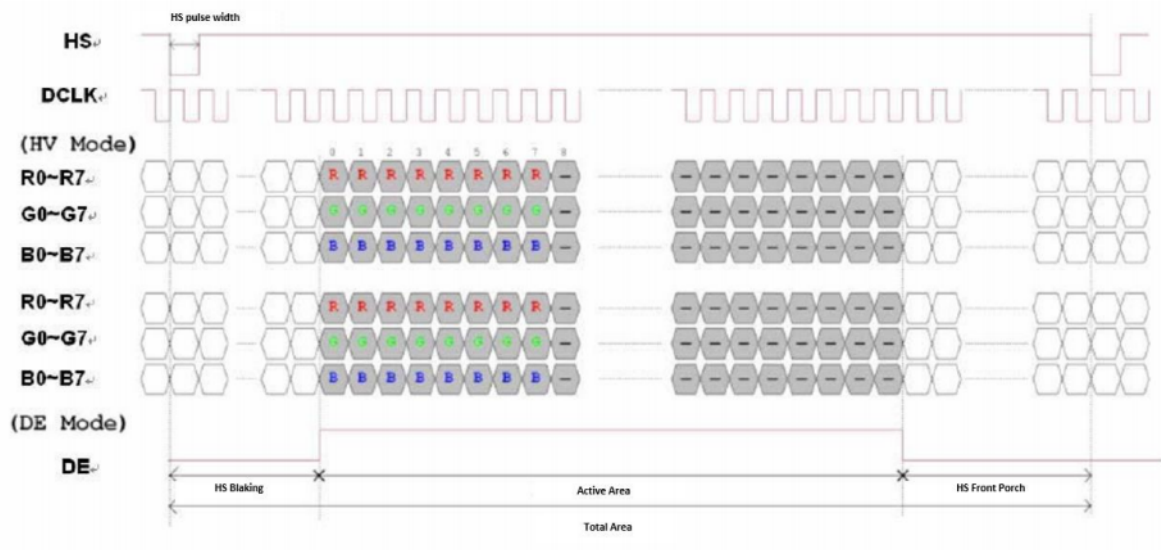 HS pulse width
HS
DCLK
(HV Mode)
0 1 2 3 4 5 6 7 8
R0~R7 R R R R R R R R
G0~G7 G G G G G G G G
B0~B7 B B B B B B B B
R0~R7 R R R R R R R R
G0~G7 G G G G G G G G
B0~B7 B B B B B B B B
(DE Mode)
DE
HS Blaking Active Area HS Front Porch
Total Area